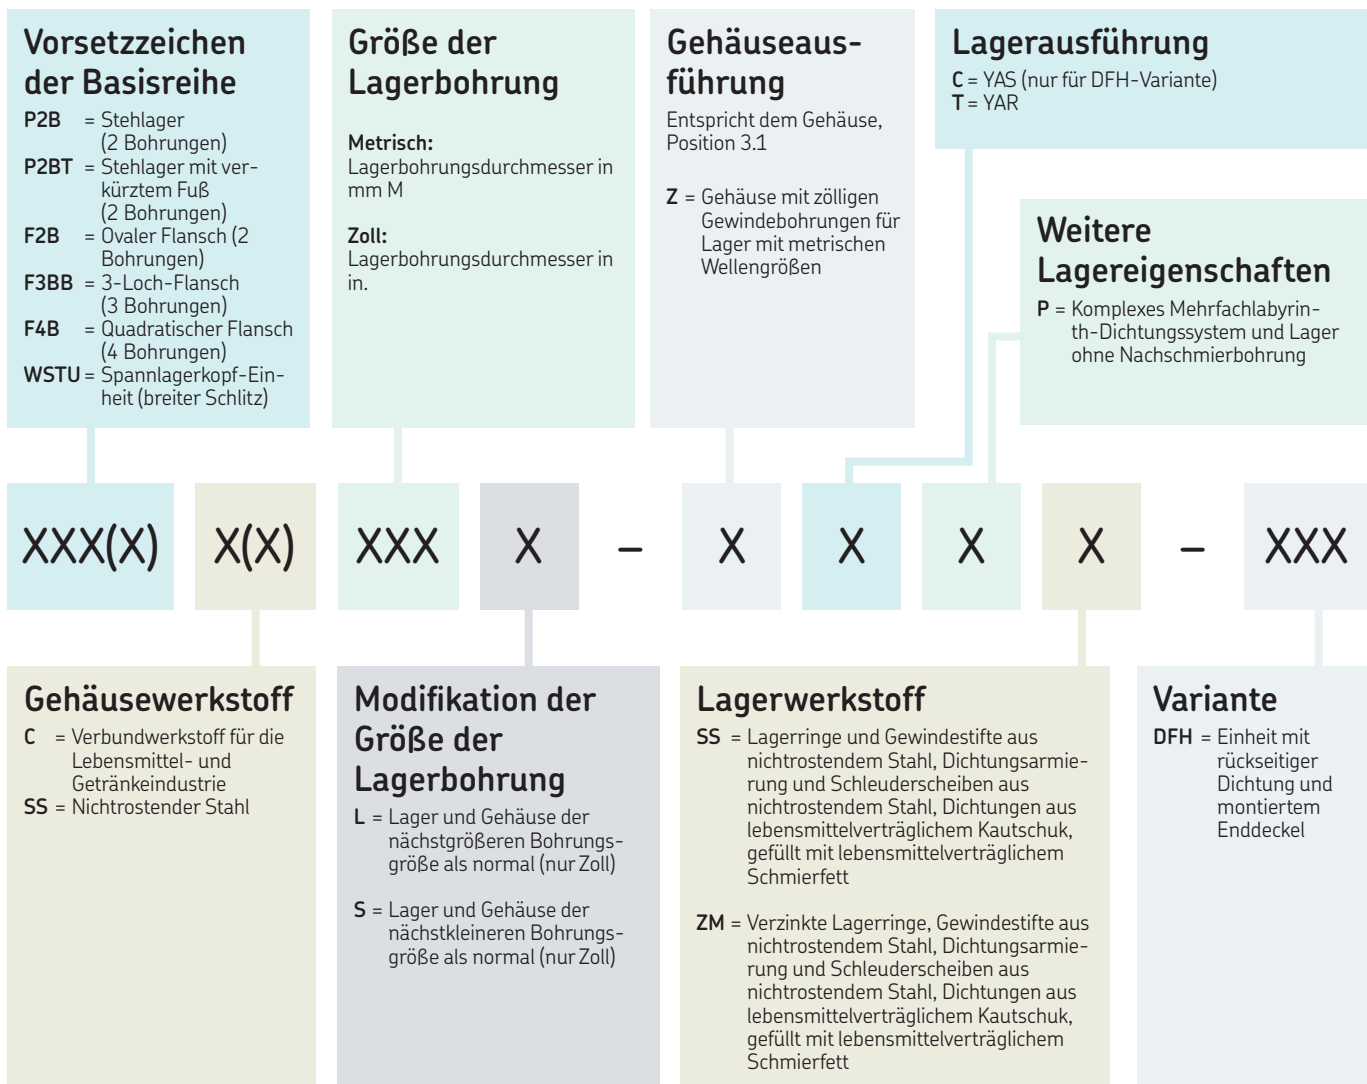 Vorsetzzeichen
der Basisreihe
P2B = Stehlager
(2 Bohrungen)
P2BT = Stehlager mit ver-
kürztem Fuß
(2 Bohrungen)
F2B = Ovaler Flansch (2
Bohrungen)
F3BB = 3-Loch-Flansch
(3 Bohrungen)
F4B = Quadratischer Flansch
(4 Bohrungen)
WSTU = Spannlagerkopf-Ein-
heit (breiter Schlitz)
Größe der
Lagerbohrung
Metrisch:
Lagerbohrungsdurchmesser in
mm M
Zoll:
Lagerbohrungsdurchmesser in
in.
Gehäuseaus-
führung
Entspricht dem Gehäuse,
Position 3.1
Z = Gehäuse mit zölligen
Gewindebohrungen für
Lager mit metrischen
Wellengrößen
Lagerausführung
C = YAS (nur für DFH-Variante)
T = YAR
Weitere
Lagereigenschaften
P = Komplexes Mehrfachlabyrin-
th-Dichtungssystem und Lager
ohne Nachschmierbohrung
XXX(X) X(X) XXX X – X X X X – XXX
Gehäusewerkstoff
C = Verbundwerkstoff für die
Lebensmittel- und
Getränkeindustrie
SS = Nichtrostender Stahl
Modifikation der
Größe der
Lagerbohrung
L = Lager und Gehäuse der
nächstgrößeren Bohrungs-
größe als normal (nur Zoll)
S = Lager und Gehäuse der
nächstkleineren Bohrungs-
größe als normal (nur Zoll)
Lagerwerkstoff
SS = Lagerringe und Gewindestifte aus
nichtrostendem Stahl, Dichtungsarmie-
rung und Schleuderscheiben aus
nichtrostendem Stahl, Dichtungen aus
lebensmittelverträglichem Kautschuk,
gefüllt mit lebensmittelverträglichem
Schmierfett
ZM = Verzinkte Lagerringe, Gewindestifte aus
nichtrostendem Stahl, Dichtungsarmie-
rung und Schleuderscheiben aus
nichtrostendem Stahl, Dichtungen aus
lebensmittelverträglichem Kautschuk,
gefüllt mit lebensmittelverträglichem
Schmierfett
Variante
DFH = Einheit mit
rückseitiger
Dichtung und
montiertem
Enddeckel